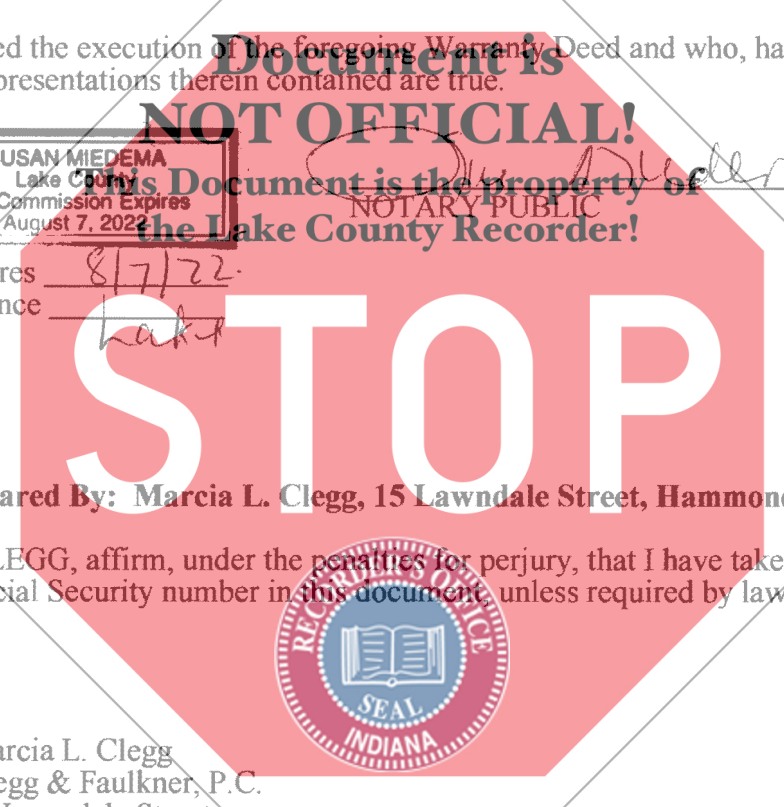 ed the execution of the foregoing Warranty Deed and who, ha
presentations therein contained are true.
Document is
NOT OFFICIAL!
This Document is the property of
the Lake County Recorder!
USAN MIEDEMA
Lake County
Commission Expires
August 7, 2022
NOTARY PUBLIC
res 8/7/22.
nce Lake
STOP
ared By: Marcia L. Clegg, 15 Lawndale Street, Hammond
LEGG, affirm, under the penalties for perjury, that I have take
cial Security number in this document, unless required by law
RECORDER'S OFFICE
SEAL
INDIANA
arcia L. Clegg
egg & Faulkner, P.C.